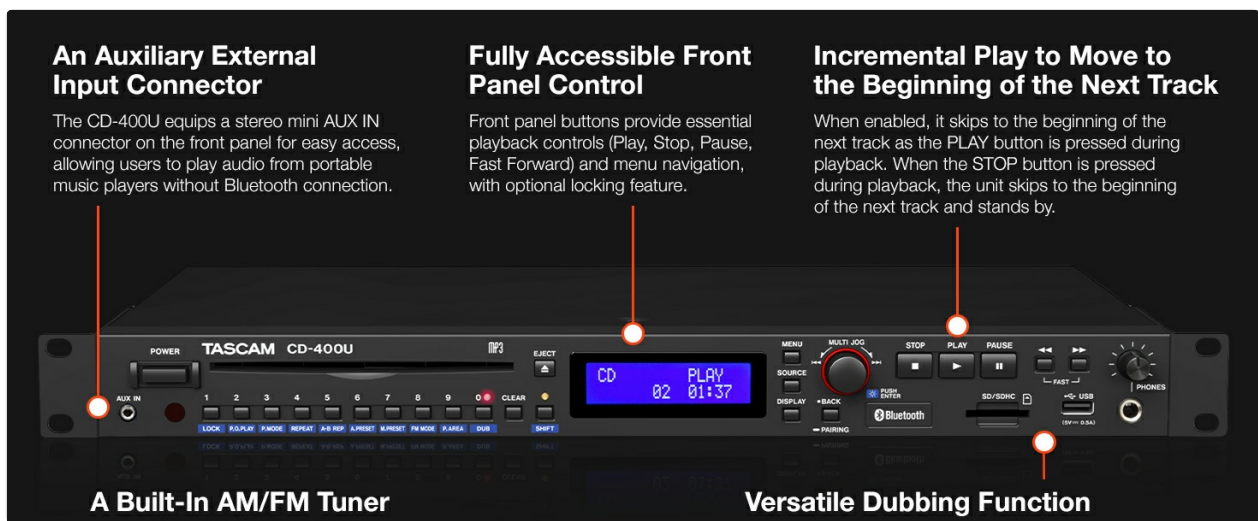 An Auxiliary External
Input Connector
The CD-400U equips a stereo mini AUX IN
connector on the front panel for easy access,
allowing users to play audio from portable
music players without Bluetooth connection.
Fully Accessible Front
Panel Control
Front panel buttons provide essential
playback controls (Play, Stop, Pause,
Fast Forward) and menu navigation,
with optional locking feature.
Incremental Play to Move to
the Beginning of the Next Track
When enabled, it skips to the beginning of the
next track as the PLAY button is pressed during
playback. When the STOP button is pressed
during playback, the unit skips to the beginning
of the next track and stands by.
POWER
TASCAM CD-400U
MP3
EJECT
AUX IN
1 2 3 4 5 6 7 8 9 0 CLEAR
LOCK P.O.PLAY P.MODE REPEAT A-B REP A.PRESET M.PRESET FM MODE P.AREA DUB SHIFT
CD PLAY
02 01:37
MENU
SOURCE
DISPLAY
MULTI JOG
PUSH
ENTER
BACK
PAIRING
Bluetooth
STOP PLAY PAUSE
FAST
SD/SDHC
USB
(5V 0.5A)
PHONES
A Built-In AM/FM Tuner
Versatile Dubbing Function